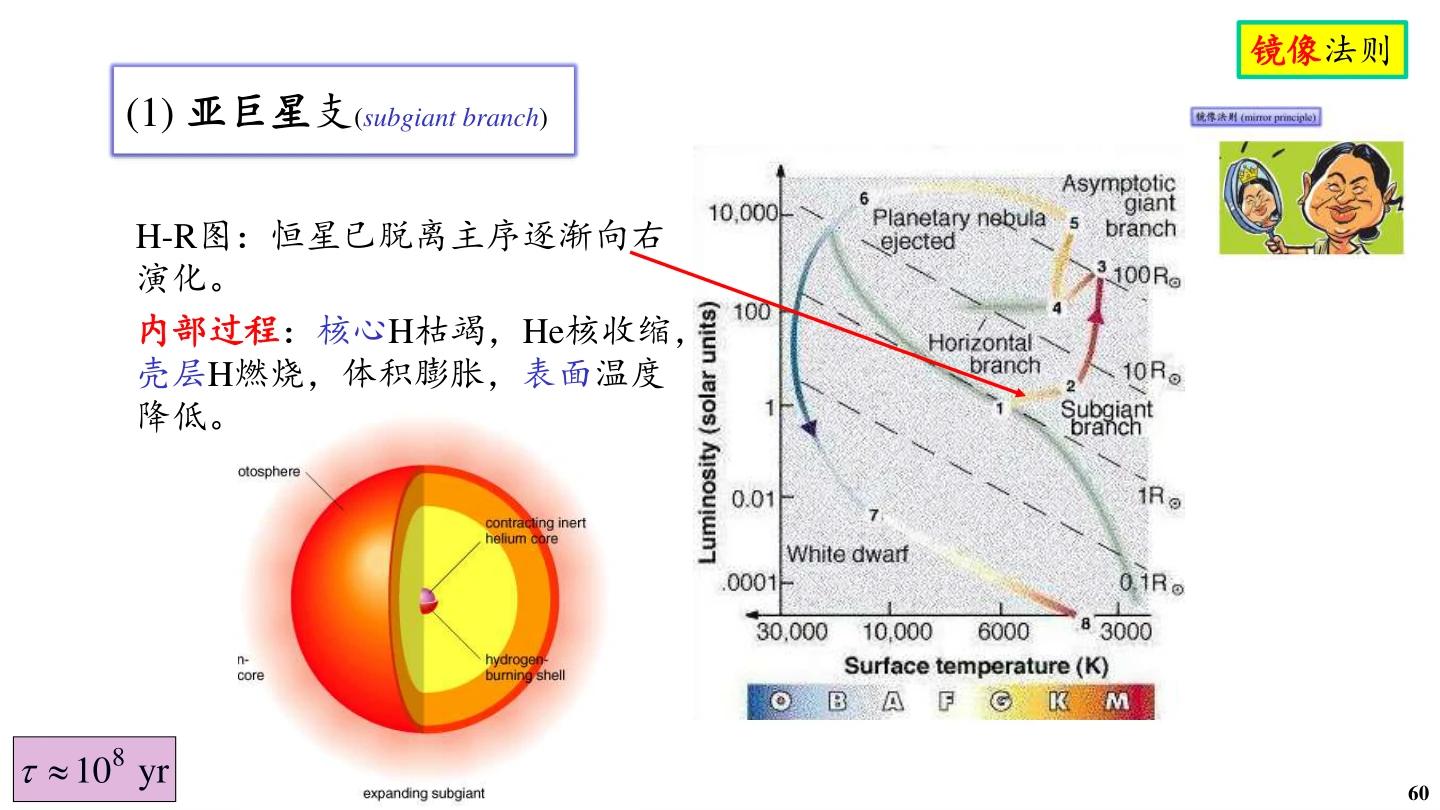 镜像法则
(1) 亚巨星支(subgiant branch)
镜像法则 (mirror principle)
H-R图：恒星已脱离主序逐渐向右
演化。
内部过程：核心H枯竭，He核收缩，
壳层H燃烧，体积膨胀，表面温度
降低。
otosphere
contracting inert
helium core
n-
core
hydrogen-
burning shell
expanding subgiant
τ ≈ 10⁸ yr
Luminosity (solar units)
10,000
100
1
0.01
.0001
6
Planetary nebula
ejected
Asymptotic
giant
branch
5
3
100R⊙
4
Horizontal
branch
10R⊙
2
1
Subgiant
branch
1R⊙
7
White dwarf
0.1R⊙
8
30,000 10,000 6000 3000
Surface temperature (K)
O B A F G K M
60